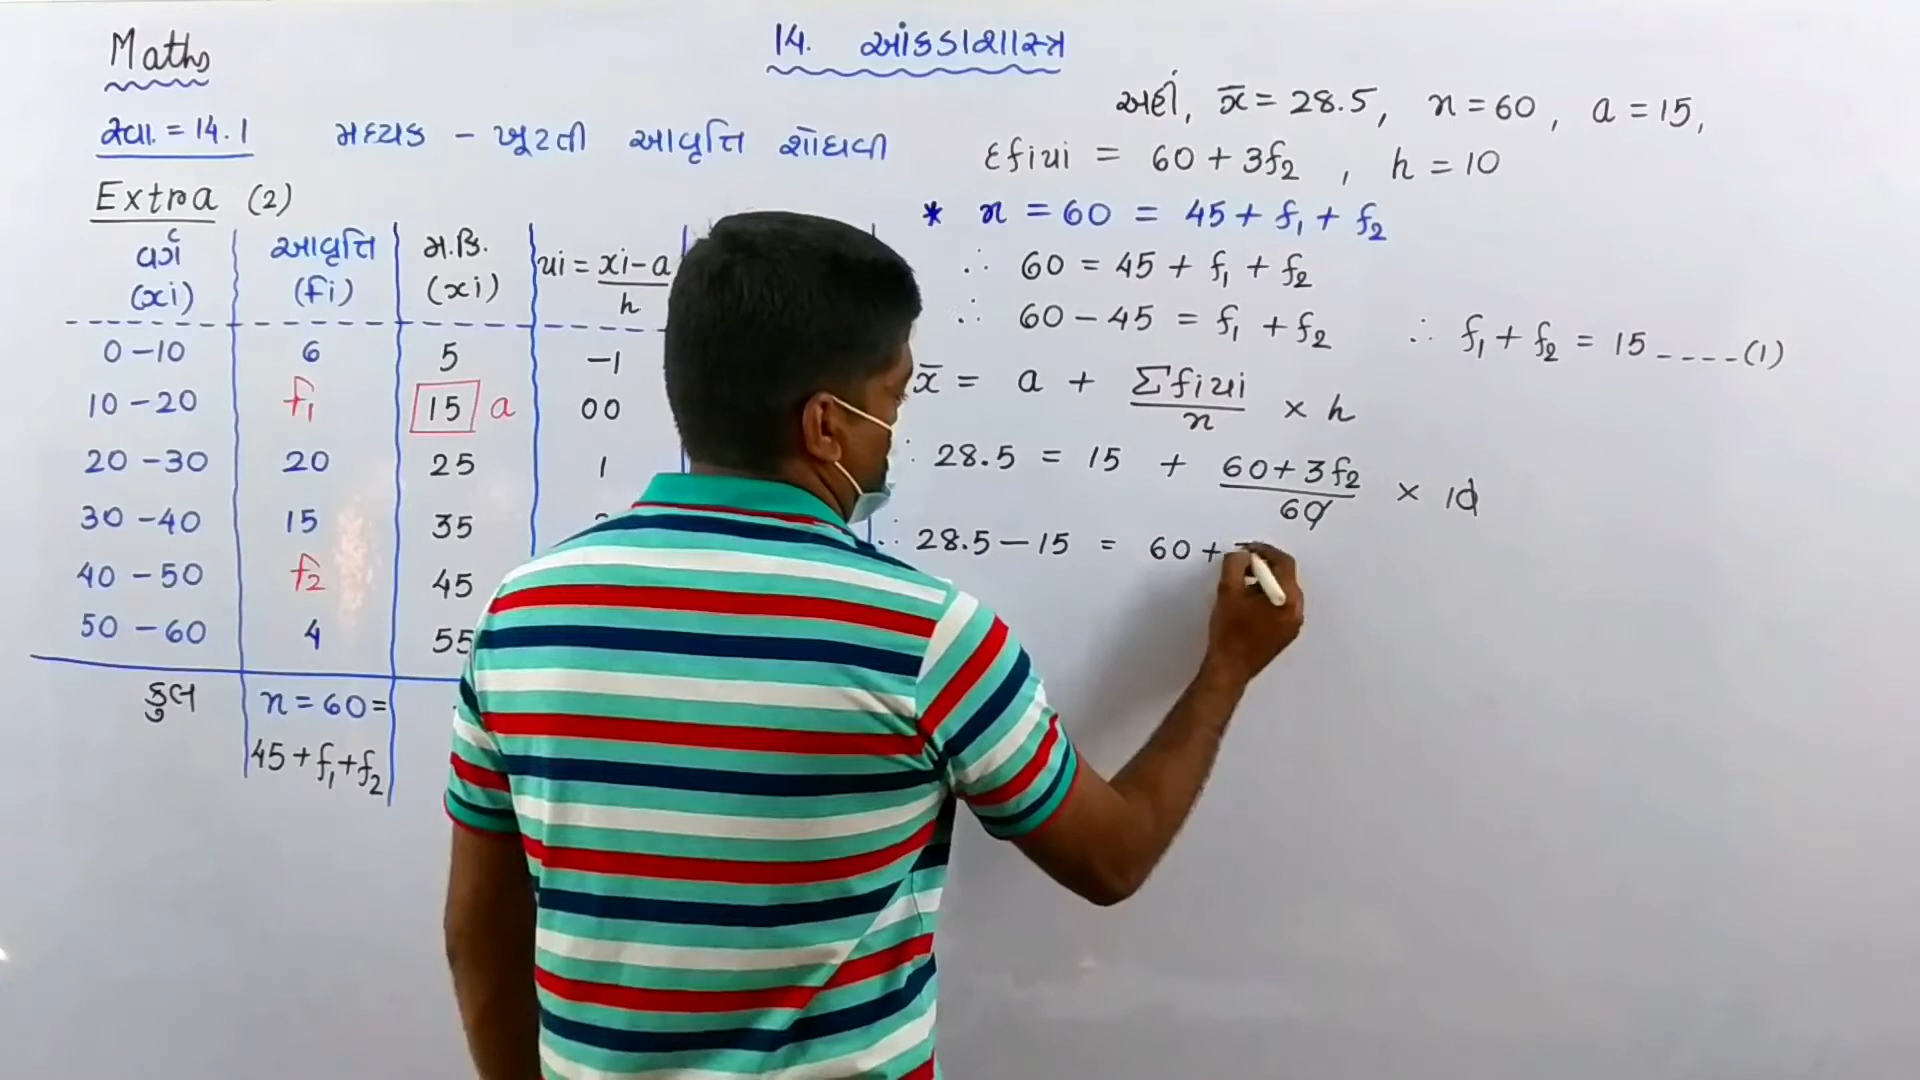 Maths
14. આંકડાશાસ્ત્ર
સ્વા. = 14.1 મધ્યક - ખૂટતી આવૃત્તિ શોધવી
Extra (2)
વર્ગ (xi) | આવૃત્તિ (fi) | મ.કિ. (xi) | ui = xi-a / h
0-10 6 5 -1
10-20 f₁ 15 a 00
20-30 20 25 1
30-40 15 35
40-50 f₂ 45
50-60 4 55
કુલ n = 60 =
45 + f₁ + f₂
અહીં, x̄ = 28.5, n = 60, a = 15,
Σfiui = 60 + 3f₂, h = 10
* n = 60 = 45 + f₁ + f₂
∴ 60 = 45 + f₁ + f₂
∴ 60 - 45 = f₁ + f₂ ∴ f₁ + f₂ = 15 ----(1)
x̄ = a + Σfiui / n × h
∴ 28.5 = 15 + 60 + 3f₂ / 60 × 10
∴ 28.5 - 15 = 60 +